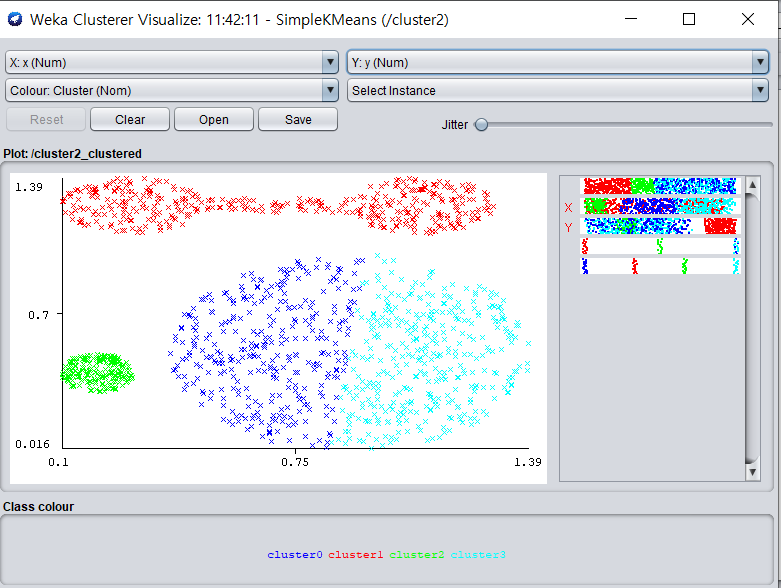 Weka Clusterer Visualize: 11:42:11 - SimpleKMeans (/cluster2)
X: x (Num)
Y: y (Num)
Colour: Cluster (Nom)
Select Instance
Reset
Clear
Open
Save
Jitter
Plot: /cluster2_clustered
1.39
0.7
0.016
0.1
0.75
1.39
X
Y
Class colour
cluster0 cluster1 cluster2 cluster3